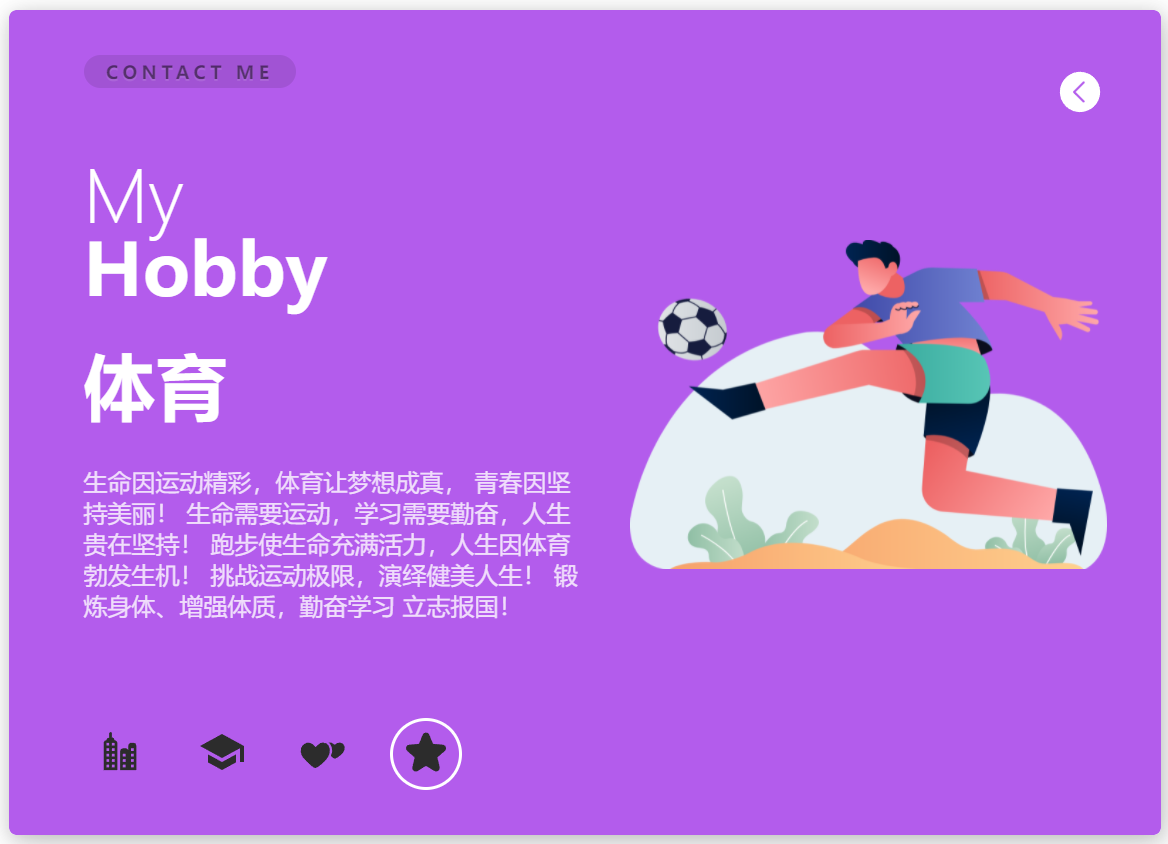 CONTACT ME
My
Hobby
体育
生命因运动精彩，体育让梦想成真， 青春因坚
持美丽！ 生命需要运动，学习需要勤奋，人生
贵在坚持！ 跑步使生命充满活力，人生因体育
勃发生机！ 挑战运动极限，演绎健美人生！ 锻
炼身体、增强体质，勤奋学习 立志报国！